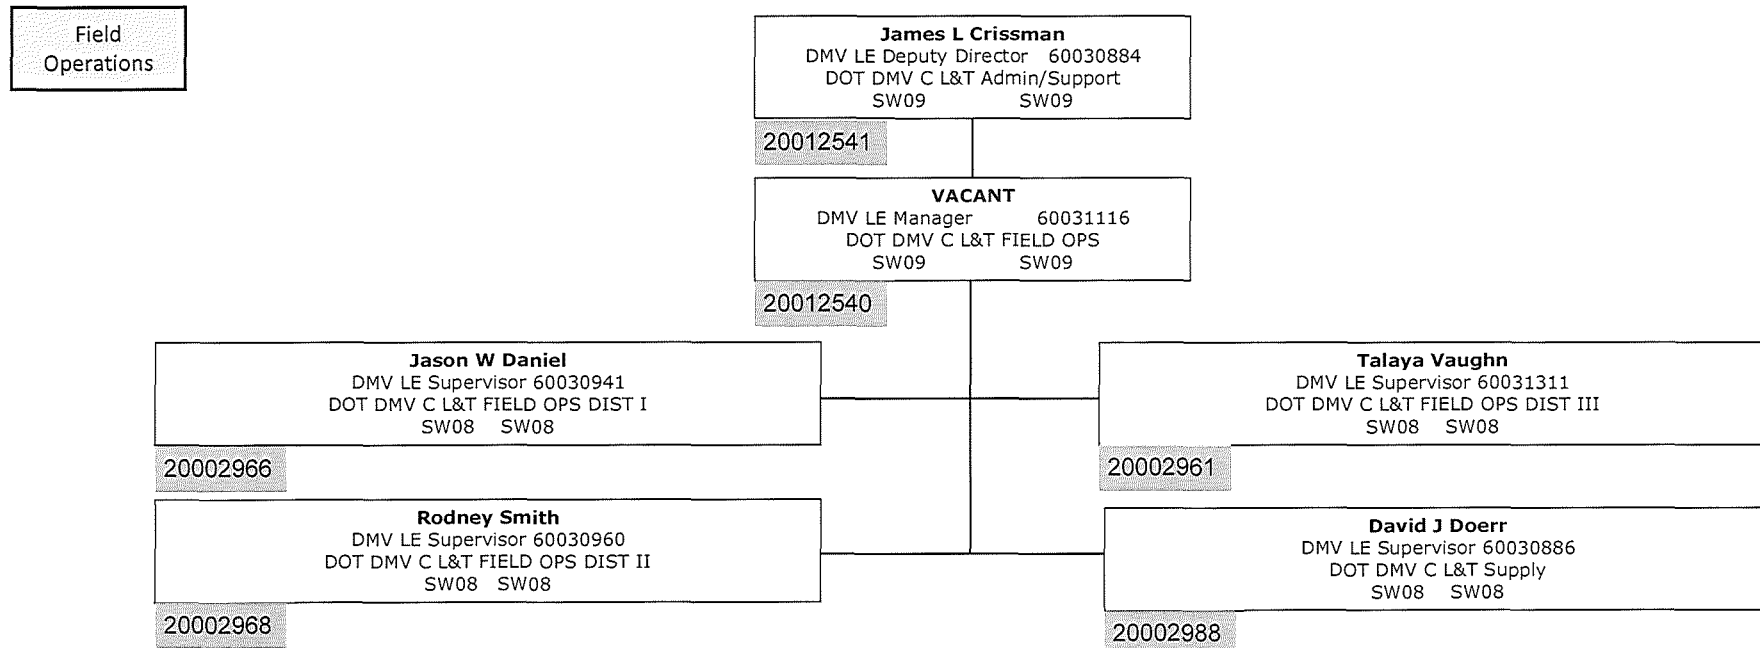 Field
Operations
James L Crissman
DMV LE Deputy Director 60030884
DOT DMV C L&T Admin/Support
SW09 SW09
20012541
VACANT
DMV LE Manager 60031116
DOT DMV C L&T FIELD OPS
SW09 SW09
20012540
Jason W Daniel
DMV LE Supervisor 60030941
DOT DMV C L&T FIELD OPS DIST I
SW08 SW08
20002966
Talaya Vaughn
DMV LE Supervisor 60031311
DOT DMV C L&T FIELD OPS DIST III
SW08 SW08
20002961
Rodney Smith
DMV LE Supervisor 60030960
DOT DMV C L&T FIELD OPS DIST II
SW08 SW08
20002968
David J Doerr
DMV LE Supervisor 60030886
DOT DMV C L&T Supply
SW08 SW08
20002988